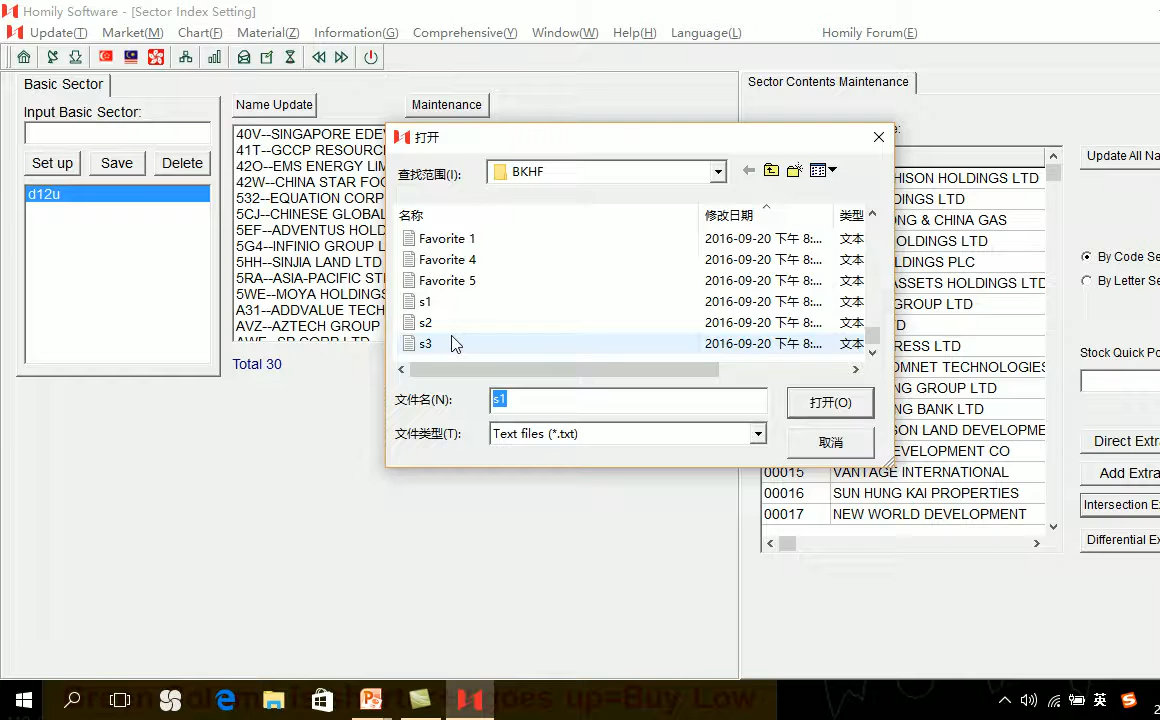 Homily Software - [Sector Index Setting]
Update(T) Market(M) Chart(F) Material(Z) Information(G) Comprehensive(Y) Window(W) Help(H) Language(L) Homily Forum(E)
Basic Sector
Input Basic Sector:
Set up Save Delete
d12u
Name Update Maintenance
40V--SINGAPORE EDEV
41T--GCCP RESOURC
42O--EMS ENERGY LIM
42W--CHINA STAR FOO
532--EQUATION CORP
5CJ--CHINESE GLOBAL
5EF--ADVENTUS HOLD
5G4--INFINIO GROUP L
5HH--SINJIA LAND LTD
5RA--ASIA-PACIFIC STR
5WE--MOYA HOLDINGS
A31--ADDVALUE TECH
AVZ--AZTECH GROUP
Total 30
打开
查找范围(I): BKHF
名称 修改日期 类型
Favorite 1 2016-09-20 下午 8:... 文本
Favorite 4 2016-09-20 下午 8:... 文本
Favorite 5 2016-09-20 下午 8:... 文本
s1 2016-09-20 下午 8:... 文本
s2 2016-09-20 下午 8:... 文本
s3 2016-09-20 下午 8:... 文本
文件名(N): s1 打开(O)
文件类型(T): Text files (*.txt) 取消
Sector Contents Maintenance
e:
HISON HOLDINGS LTD
DINGS LTD
NG & CHINA GAS
OLDINGS LTD
LDINGS PLC
ASSETS HOLDINGS LTD
GROUP LTD
D
RESS LTD
OMNET TECHNOLOGIES
NG GROUP LTD
NG BANK LTD
SON LAND DEVELOPMEN
EVELOPMENT CO
00015 VANTAGE INTERNATIONAL
00016 SUN HUNG KAI PROPERTIES
00017 NEW WORLD DEVELOPMENT
Update All Na
By Code Se
By Letter Se
Stock Quick Po
Direct Extra
Add Extra
Intersection Ex
Differential Ex
goes up=Buy Low
英
2